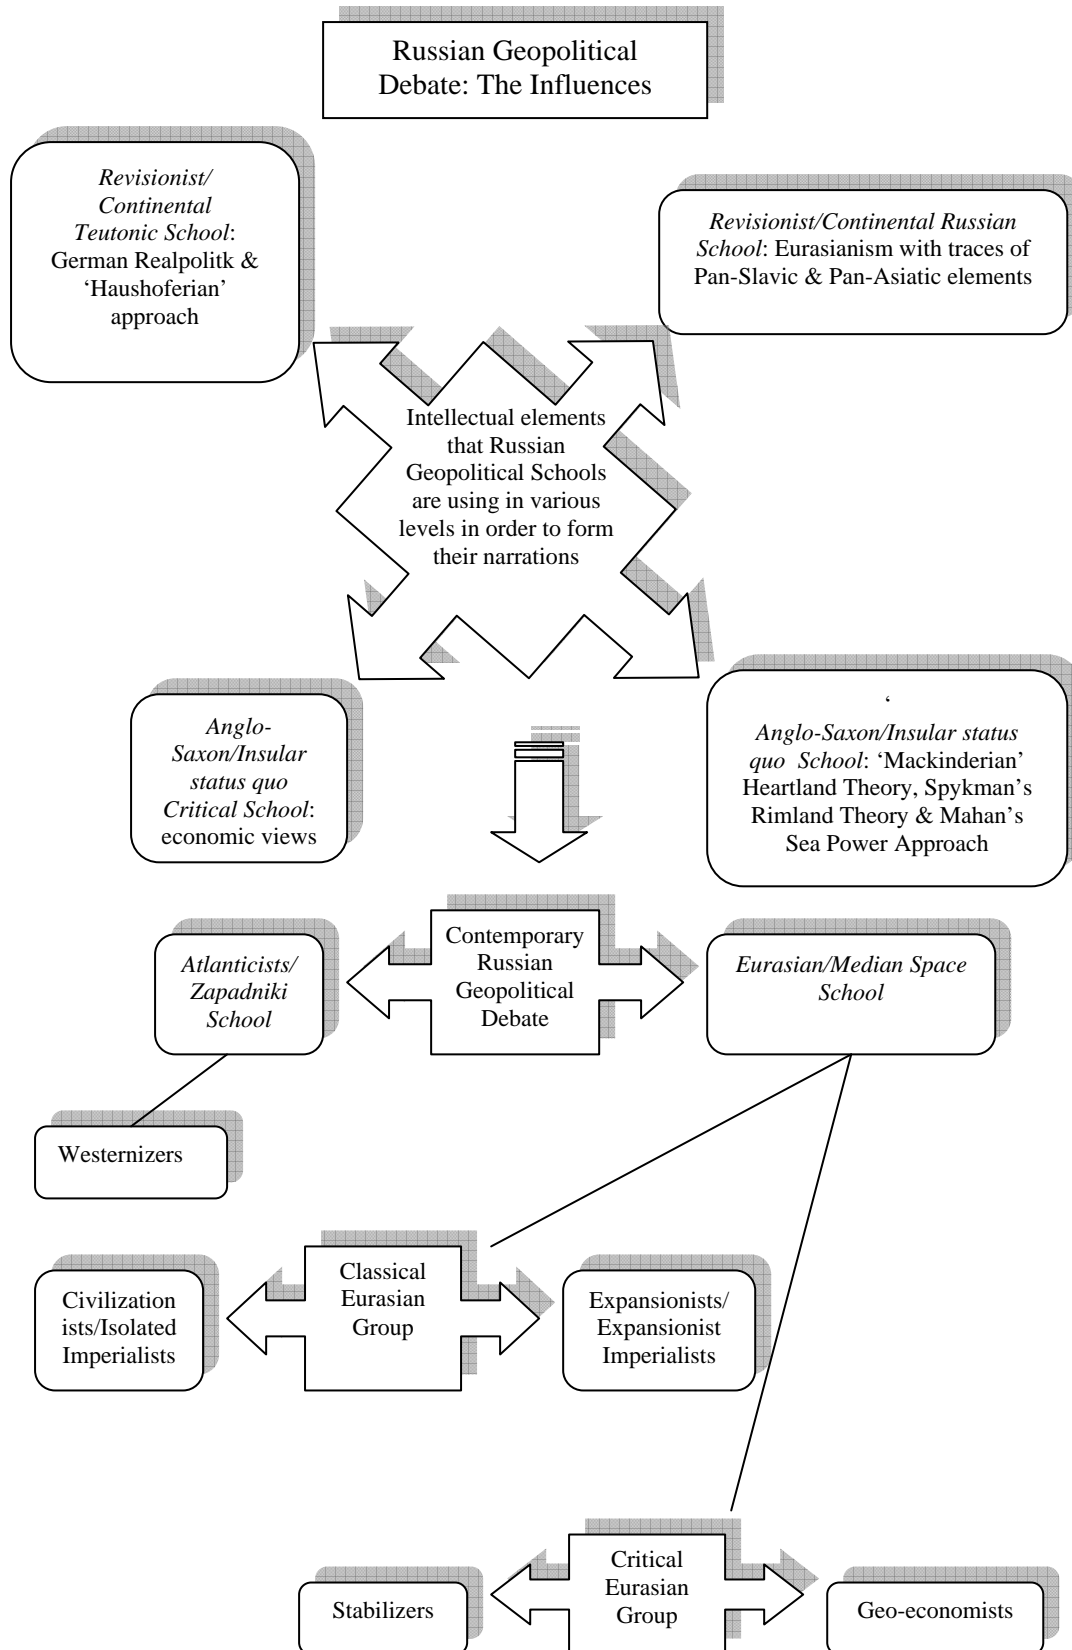 Russian Geopolitical
Debate: The Influences
Revisionist/
Continental
Teutonic School:
German Realpolitk &
‘Haushoferian’
approach
Revisionist/Continental Russian
School: Eurasianism with traces of
Pan-Slavic & Pan-Asiatic elements
Intellectual elements
that Russian
Geopolitical Schools
are using in various
levels in order to form
their narrations
Anglo-
Saxon/Insular
status quo
Critical School:
economic views
‘
Anglo-Saxon/Insular status
quo School: ‘Mackinderian’
Heartland Theory, Spykman’s
Rimland Theory & Mahan’s
Sea Power Approach
Atlanticists/
Zapadniki
School
Contemporary
Russian
Geopolitical
Debate
Eurasian/Median Space
School
Westernizers
Civilization
ists/Isolated
Imperialists
Classical
Eurasian
Group
Expansionists/
Expansionist
Imperialists
Stabilizers
Critical
Eurasian
Group
Geo-economists